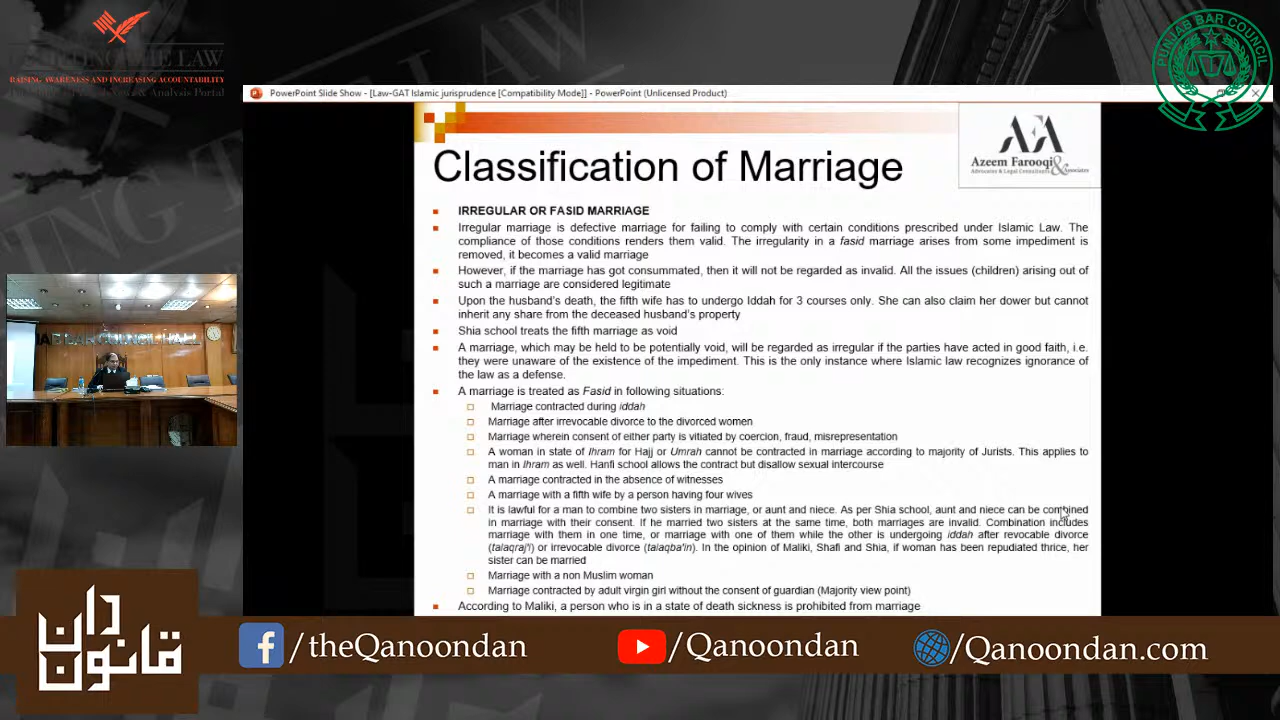 RAISING AWARENESS AND INCREASING ACCOUNTABILITY
PUNJAB BAR COUNCIL
PowerPoint Slide Show - [Law-GAT Islamic jurisprudence [Compatibility Mode]] - PowerPoint (Unlicensed Product)
Classification of Marriage
Azeem Farooqi
& Associates
Advocates & Legal Consultants
IRREGULAR OR FASID MARRIAGE
Irregular marriage is defective marriage for failing to comply with certain conditions prescribed under Islamic Law. The
compliance of those conditions renders them valid. The irregularity in a fasid marriage arises from some impediment is
removed, it becomes a valid marriage
However, if the marriage has got consummated, then it will not be regarded as invalid. All the issues (children) arising out of
such a marriage are considered legitimate
Upon the husband's death, the fifth wife has to undergo Iddah for 3 courses only. She can also claim her dower but cannot
inherit any share from the deceased husband's property
Shia school treats the fifth marriage as void
A marriage, which may be held to be potentially void, will be regarded as irregular if the parties have acted in good faith, i.e.
they were unaware of the existence of the impediment. This is the only instance where Islamic law recognizes ignorance of
the law as a defense.
A marriage is treated as Fasid in following situations:
Marriage contracted during iddah
Marriage after irrevocable divorce to the divorced women
Marriage wherein consent of either party is vitiated by coercion, fraud, misrepresentation
A woman in state of Ihram for Hajj or Umrah cannot be contracted in marriage according to majority of Jurists. This applies to
man in Ihram as well. Hanfi school allows the contract but disallow sexual intercourse
A marriage contracted in the absence of witnesses
A marriage with a fifth wife by a person having four wives
It is lawful for a man to combine two sisters in marriage, or aunt and niece. As per Shia school, aunt and niece can be combined
in marriage with their consent. If he married two sisters at the same time, both marriages are invalid. Combination includes
marriage with them in one time, or marriage with one of them while the other is undergoing iddah after revocable divorce
(talaqraj'i) or irrevocable divorce (talaqba'in). In the opinion of Maliki, Shafi and Shia, if woman has been repudiated thrice, her
sister can be married
Marriage with a non Muslim woman
Marriage contracted by adult virgin girl without the consent of guardian (Majority view point)
According to Maliki, a person who is in a state of death sickness is prohibited from marriage
BAR COUNCIL HALL
قانون دان
/theQanoondan
/Qanoondan
/Qanoondan.com